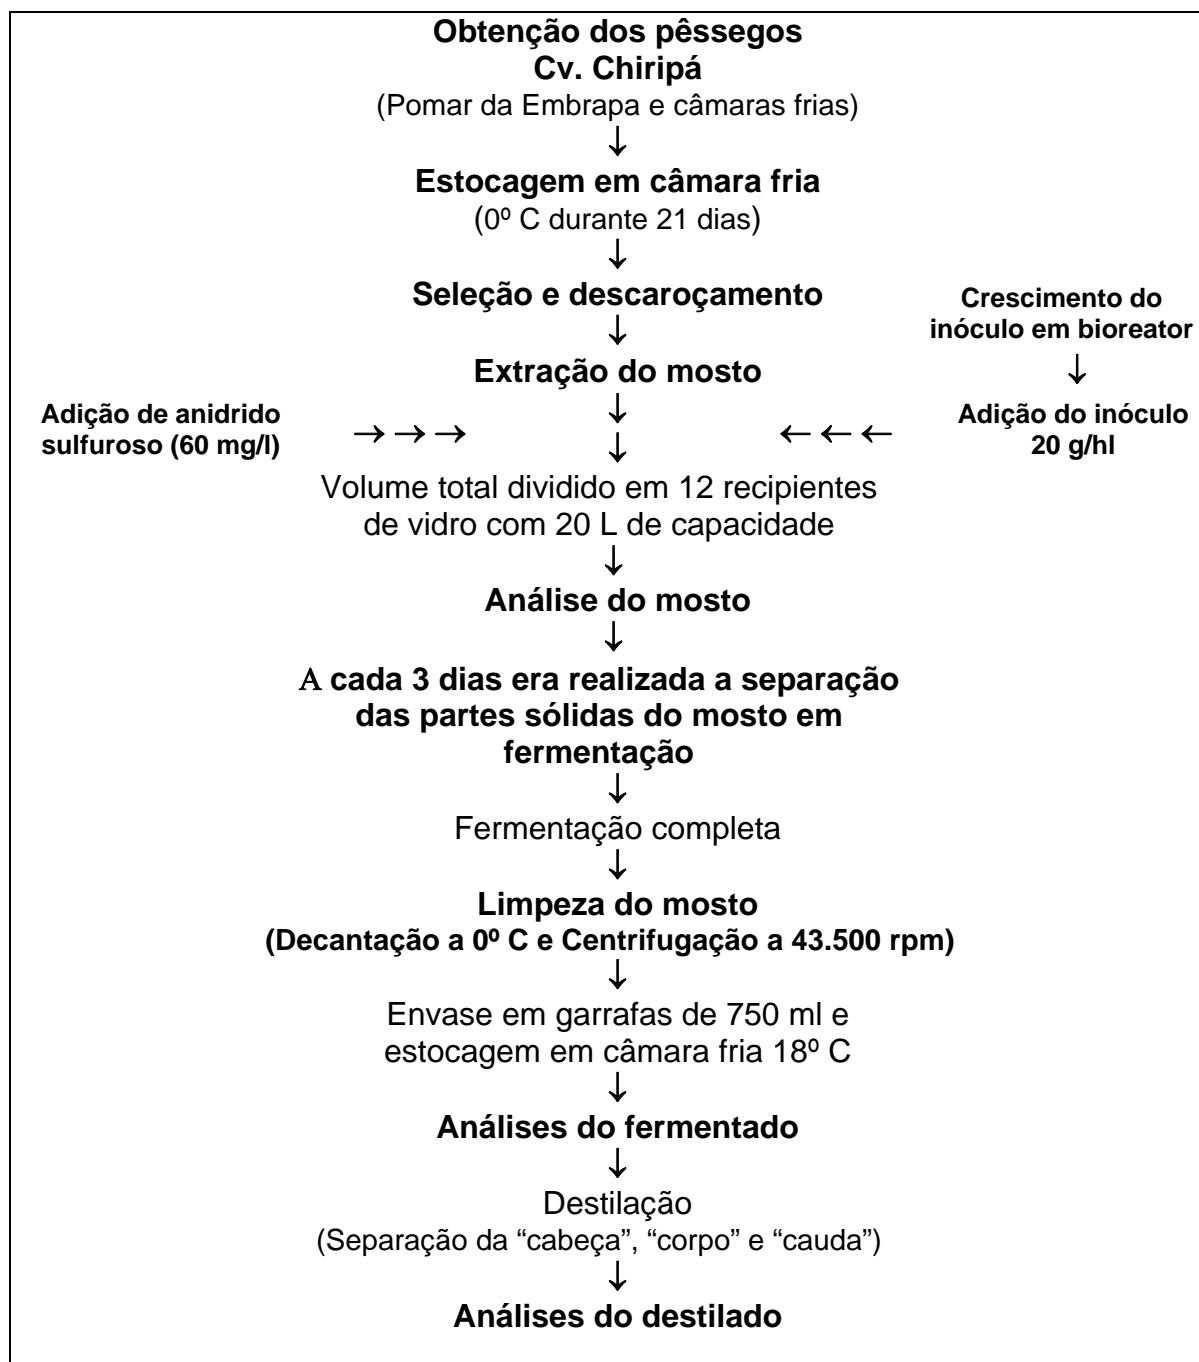 Obtenção dos pêssegos
Cv. Chiripá
(Pomar da Embrapa e câmaras frias)
↓
Estocagem em câmara fria
(0º C durante 21 dias)
↓
Seleção e descaroçamento
↓
Crescimento do
inóculo em bioreator
↓
Extração do mosto
↓
Adição de anidrido
sulfuroso (60 mg/l)
→ → → ↓ ← ← ←
Adição do inóculo
20 g/hl
Volume total dividido em 12 recipientes
de vidro com 20 L de capacidade
↓
Análise do mosto
↓
A cada 3 dias era realizada a separação
das partes sólidas do mosto em
fermentação
↓
Fermentação completa
↓
Limpeza do mosto
(Decantação a 0º C e Centrifugação a 43.500 rpm)
↓
Envase em garrafas de 750 ml e
estocagem em câmara fria 18º C
↓
Análises do fermentado
↓
Destilação
(Separação da “cabeça”, “corpo” e “cauda”)
↓
Análises do destilado